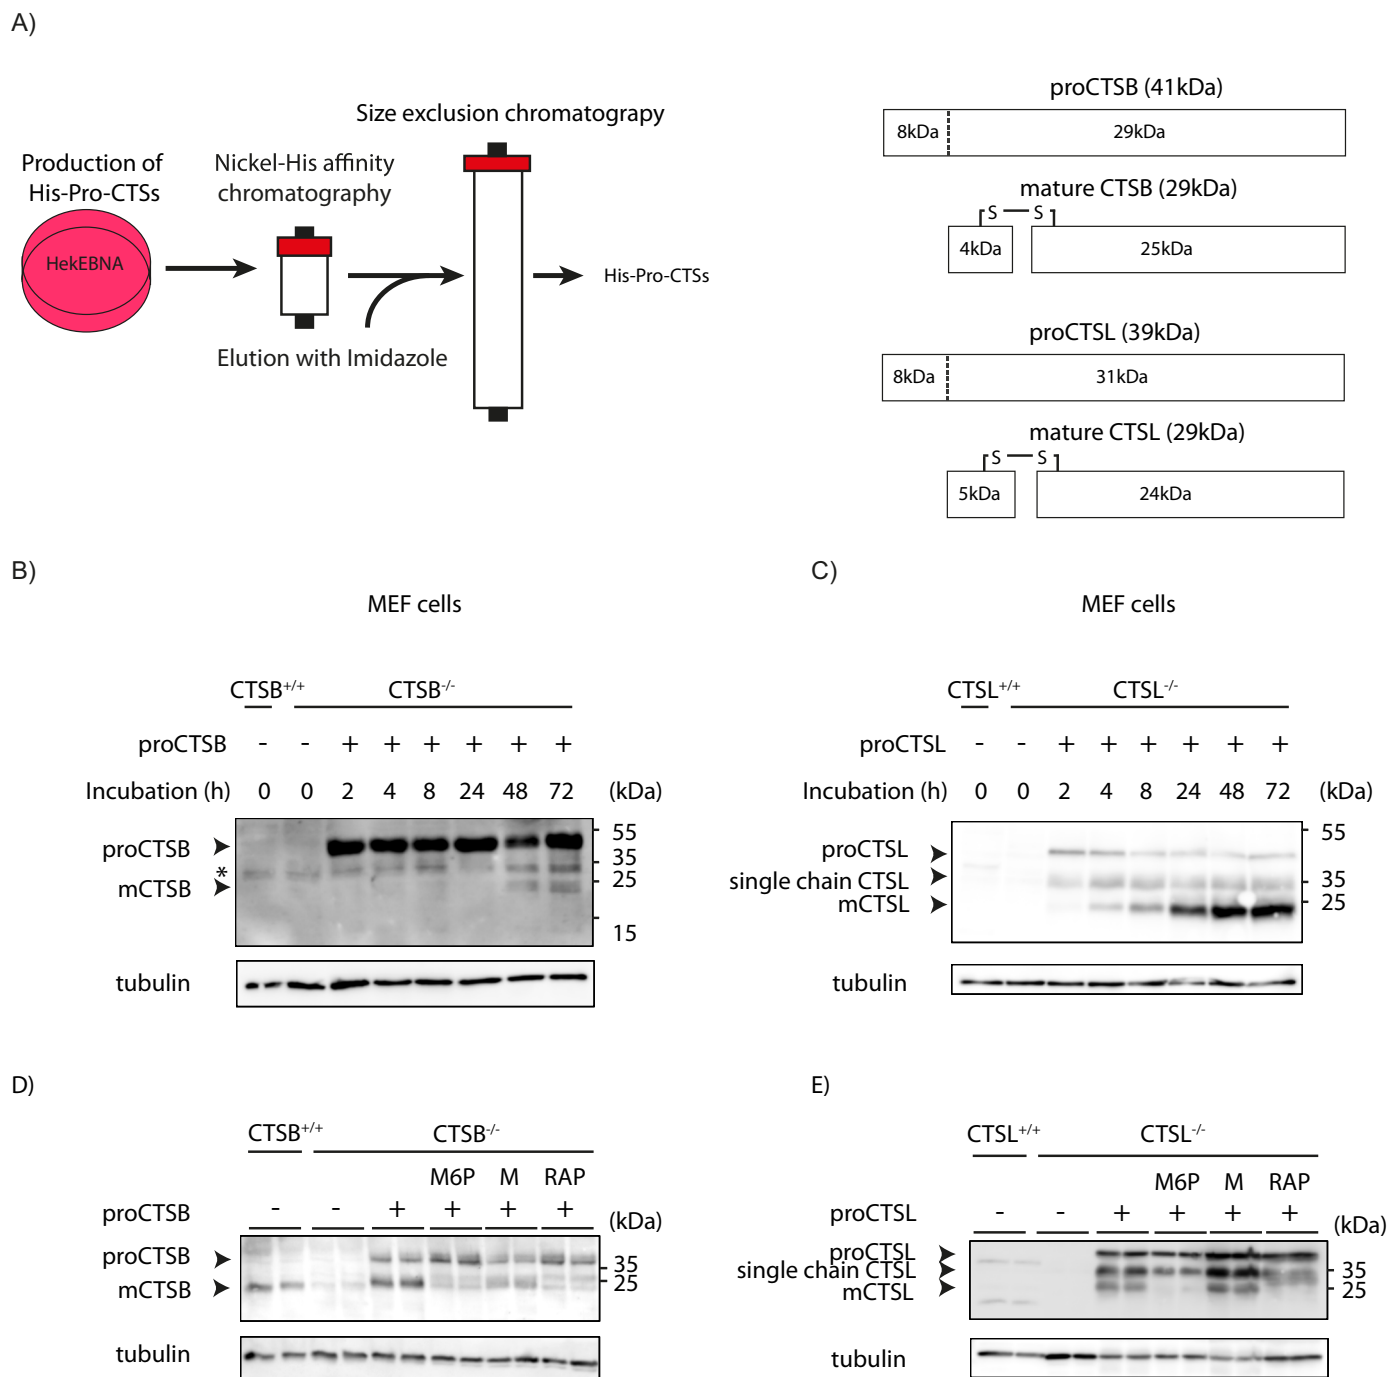 A)
Size exclusion chromatograpy
Production of
His-Pro-CTSs
Nickel-His affinity
chromatography
HekEBNA
Elution with Imidazole
His-Pro-CTSs
proCTSB (41kDa)
8kDa 29kDa
mature CTSB (29kDa)
S S
4kDa 25kDa
proCTSL (39kDa)
8kDa 31kDa
mature CTSL (29kDa)
S S
5kDa 24kDa
B)
MEF cells
CTSB+/+ CTSB-/-
proCTSB - - + + + + + +
Incubation (h) 0 0 2 4 8 24 48 72 (kDa)
proCTSB
*
mCTSB
55
35
25
15
tubulin
C)
MEF cells
CTSL+/+ CTSL-/-
proCTSL - - + + + + + +
Incubation (h) 0 0 2 4 8 24 48 72 (kDa)
proCTSL
single chain CTSL
mCTSL
55
35
25
tubulin
D)
CTSB+/+ CTSB-/-
M6P M RAP
proCTSB - - + + + + (kDa)
proCTSB
mCTSB
35
25
tubulin
E)
CTSL+/+ CTSL-/-
M6P M RAP
proCTSL - - + + + + (kDa)
proCTSL
single chain CTSL
mCTSL
35
25
tubulin